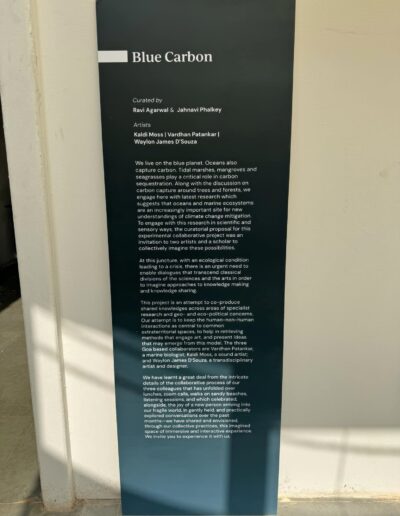 Blue Carbon
Curated by
Ravi Agarwal & Jahnavi Phalkey
Artists
Kaldi Moss | Vardhan Patankar |
Waylon James D'Souza
We live on the blue planet. Oceans also
capture carbon. Tidal marshes, mangroves and
seagrasses play a critical role in carbon
sequestration. Along with the discussion on
carbon capture around trees and forests, we
engage here with latest research which
suggests that oceans and marine ecosystems
are an increasingly important site for new
understandings of climate change mitigation.
To engage with this research in scientific and
sensory ways, the curatorial proposal for this
experimental collaborative project was an
invitation to two artists and a scholar to
collectively imagine these possibilities.
At this juncture, with an ecological condition
leading to a crisis, there is an urgent need to
enable dialogues that transcend classical
divisions of the sciences and the arts in order
to imagine approaches to knowledge making
and knowledge sharing.
This project is an attempt to co-produce
shared knowledges across areas of specialist
research and geo- and eco-political concerns.
Our attempt is to keep the human-non-human
interactions as central to common
extraterritorial spaces, to help in retrieving
methods that engage art, and present ideas
that may emerge from this model. The three
Goa based collaborators are Vardhan Patankar,
a marine biologist; Kaldi Moss, a sound artist;
and Waylon James D'Souza, a transdisciplinary
artist and designer.
We have learnt a great deal from the intricate
details of the collaborative process of our
three colleagues that has unfolded over
lunches, zoom calls, walks on sandy beaches,
listening sessions, and which celebrated,
alongside, the joy of a new person arriving into
our fragile world. In gently held, and practically
explored conversations over the past
months—we have shared and envisioned
through our collective practices, this imagined
space of immersive and interactive experience.
We invite you to experience it with us.